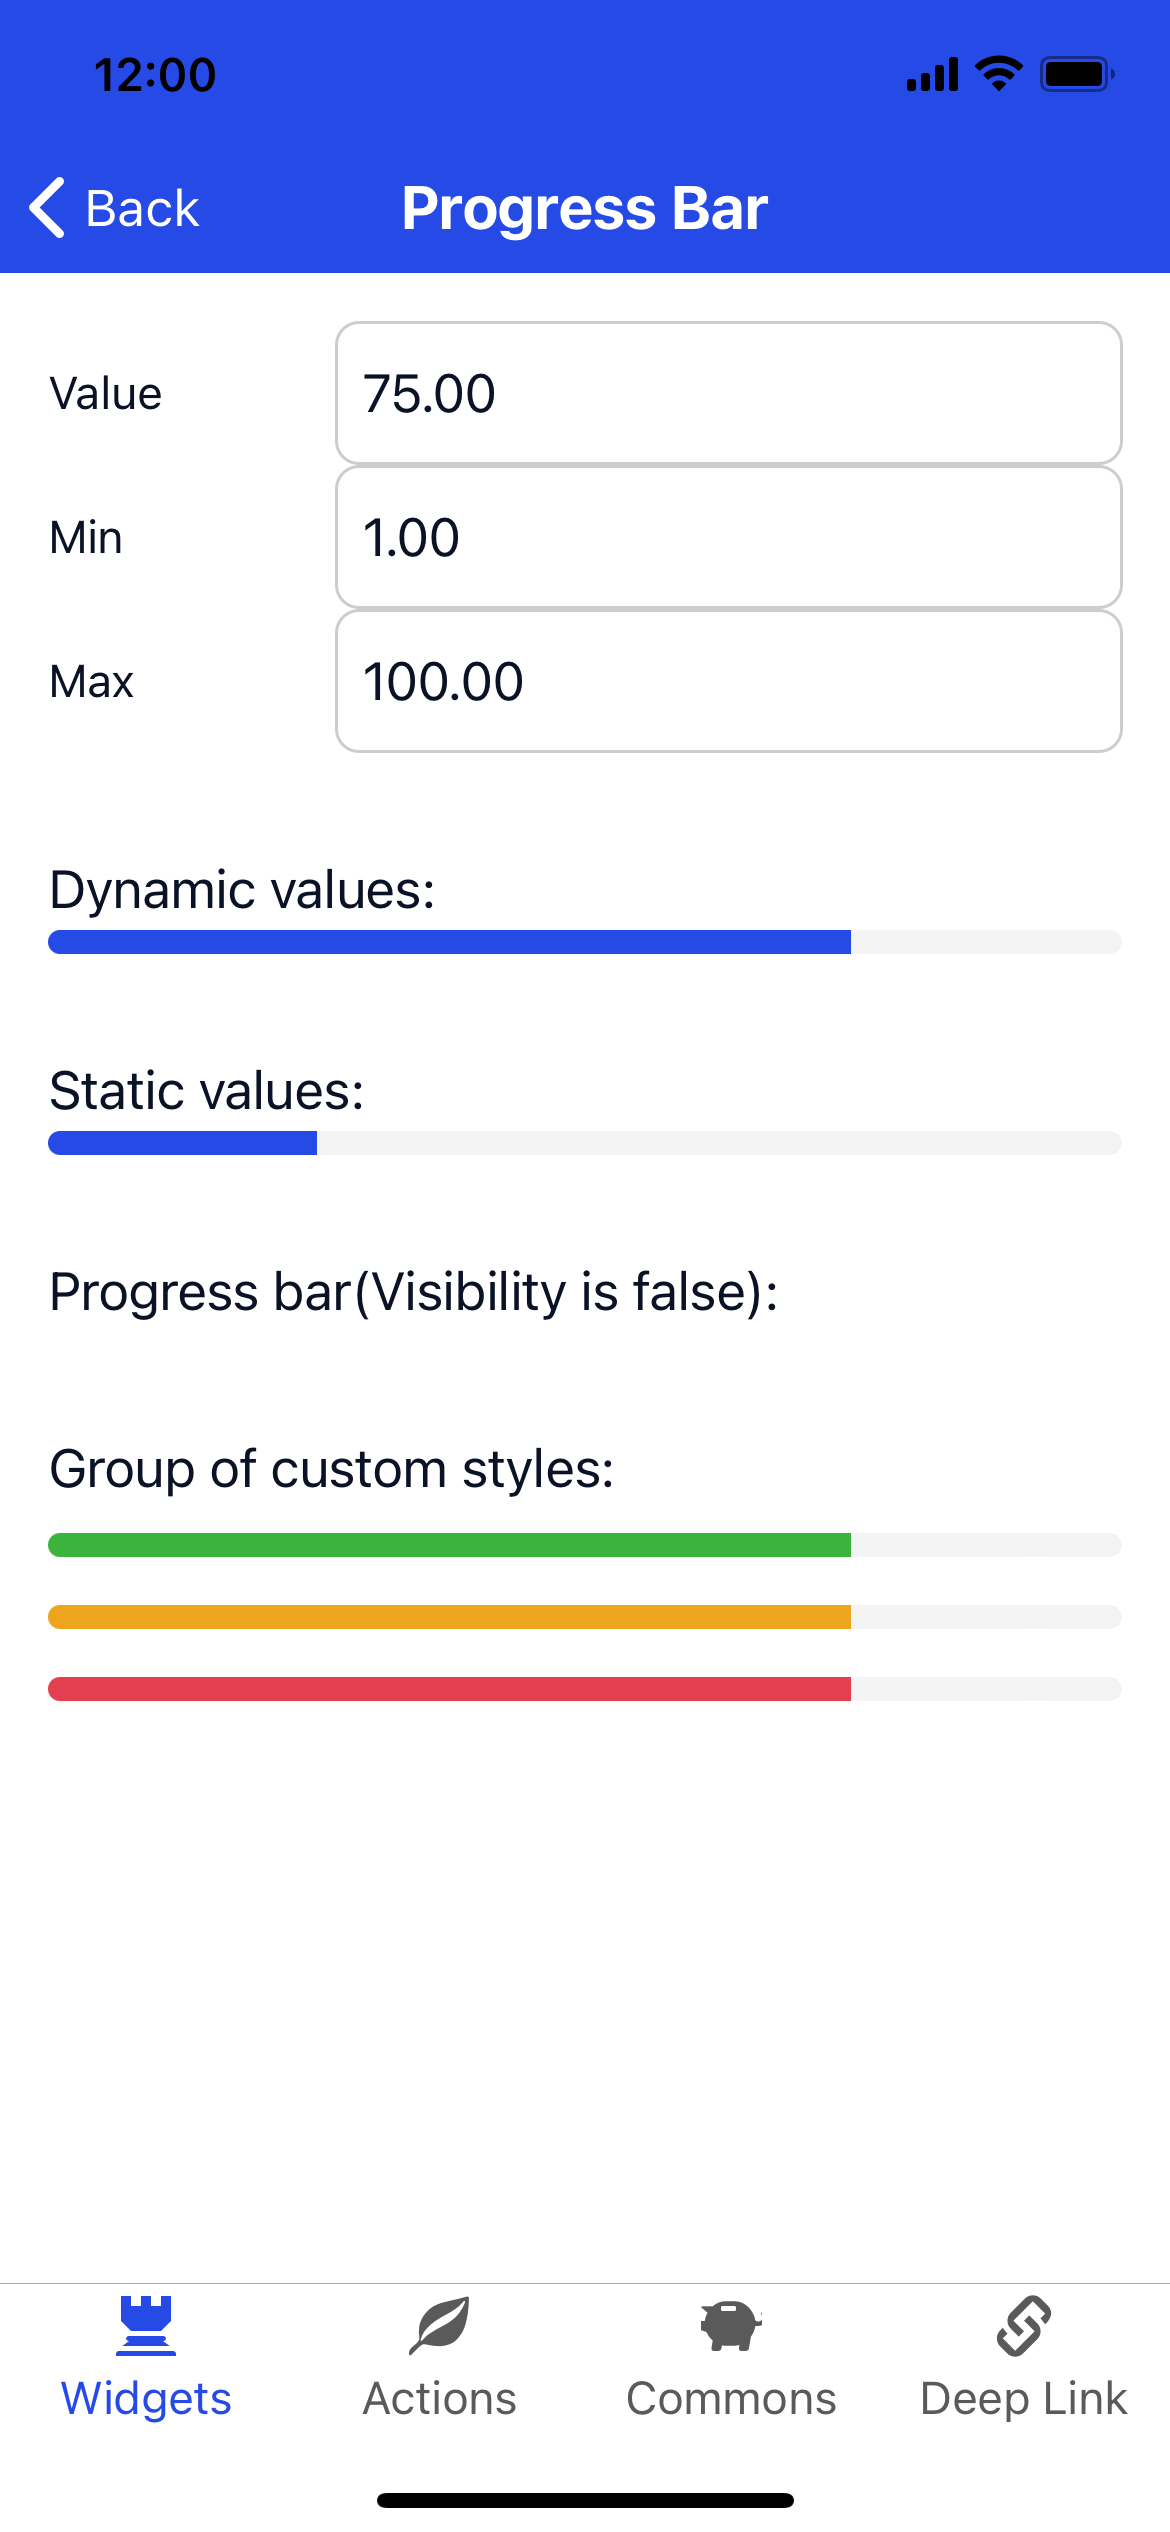 12:00
Back
Progress Bar
Value
75.00
Min
1.00
Max
100.00
Dynamic values:
Static values:
Progress bar(Visibility is false):
Group of custom styles:
Widgets
Actions
Commons
Deep Link